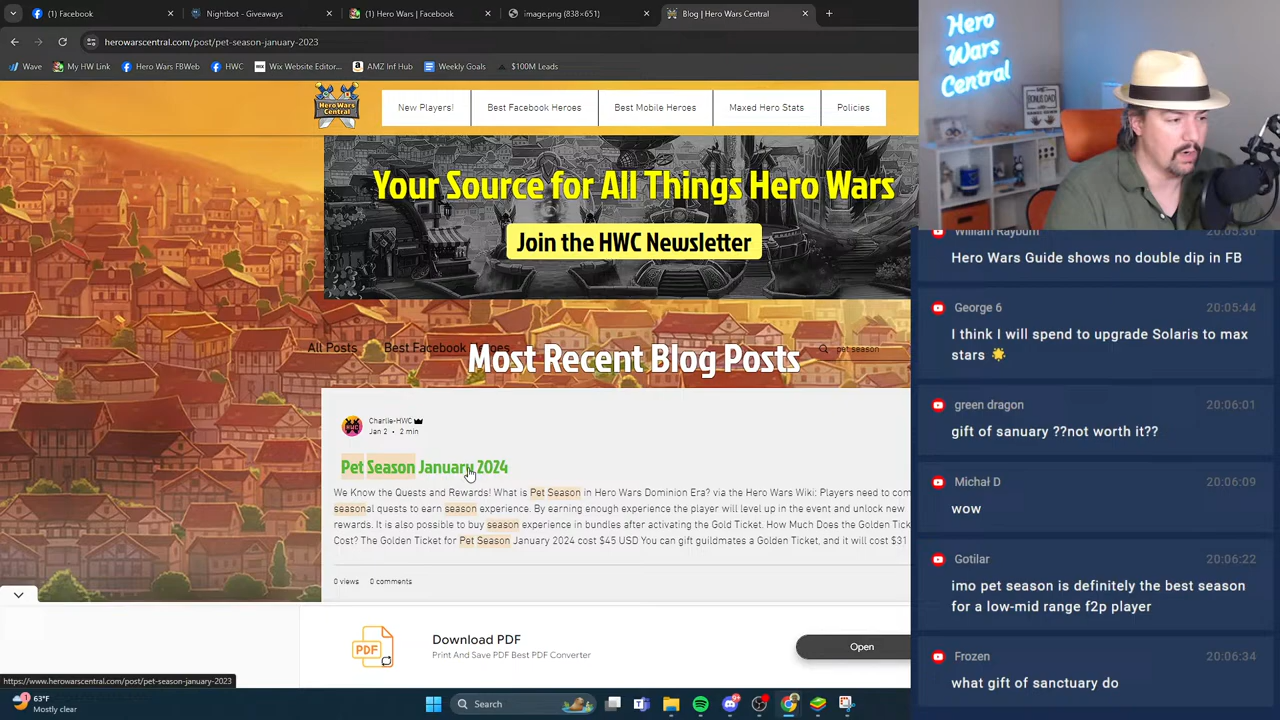 (1) Facebook
Nightbot - Giveaways
(1) Hero Wars | Facebook
image.png (838×651)
Blog | Hero Wars Central
herowarscentral.com/post/pet-season-january-2023
Wave
My HW Link
Hero Wars FBWeb
HWC
Wix Website Editor...
AMZ Inf Hub
Weekly Goals
$100M Leads
HERO WARS
CENTRAL
New Players!
Best Facebook Heroes
Best Mobile Heroes
Maxed Hero Stats
Policies
Your Source for All Things Hero Wars
Join the HWC Newsletter
All Posts
Best Facebook Heroes
pet season
Most Recent Blog Posts
Charlie-HWC
Jan 2 · 2 min
Pet Season January 2024
We Know the Quests and Rewards! What is Pet Season in Hero Wars Dominion Era? via the Hero Wars Wiki: Players need to com
seasonal quests to earn season experience. By earning enough experience the player will level up in the event and unlock new
rewards. It is also possible to buy season experience in bundles after activating the Gold Ticket. How Much Does the Golden Tick
Cost? The Golden Ticket for Pet Season January 2024 cost $45 USD You can gift guildmates a Golden Ticket, and it will cost $31
0 views
0 comments
PDF
Download PDF
Print And Save PDF Best PDF Converter
Open
https://www.herowarscentral.com/post/pet-season-january-2023
63°F
Mostly clear
Search
Hero
Wars
Central
BONUS
DAD
William Rayburn
20:05:30
Hero Wars Guide shows no double dip in FB
George 6
20:05:44
I think I will spend to upgrade Solaris to max
stars
green dragon
20:06:01
gift of sanuary ??not worth it??
Michał D
20:06:09
wow
Gotilar
20:06:22
imo pet season is definitely the best season
for a low-mid range f2p player
Frozen
20:06:34
what gift of sanctuary do